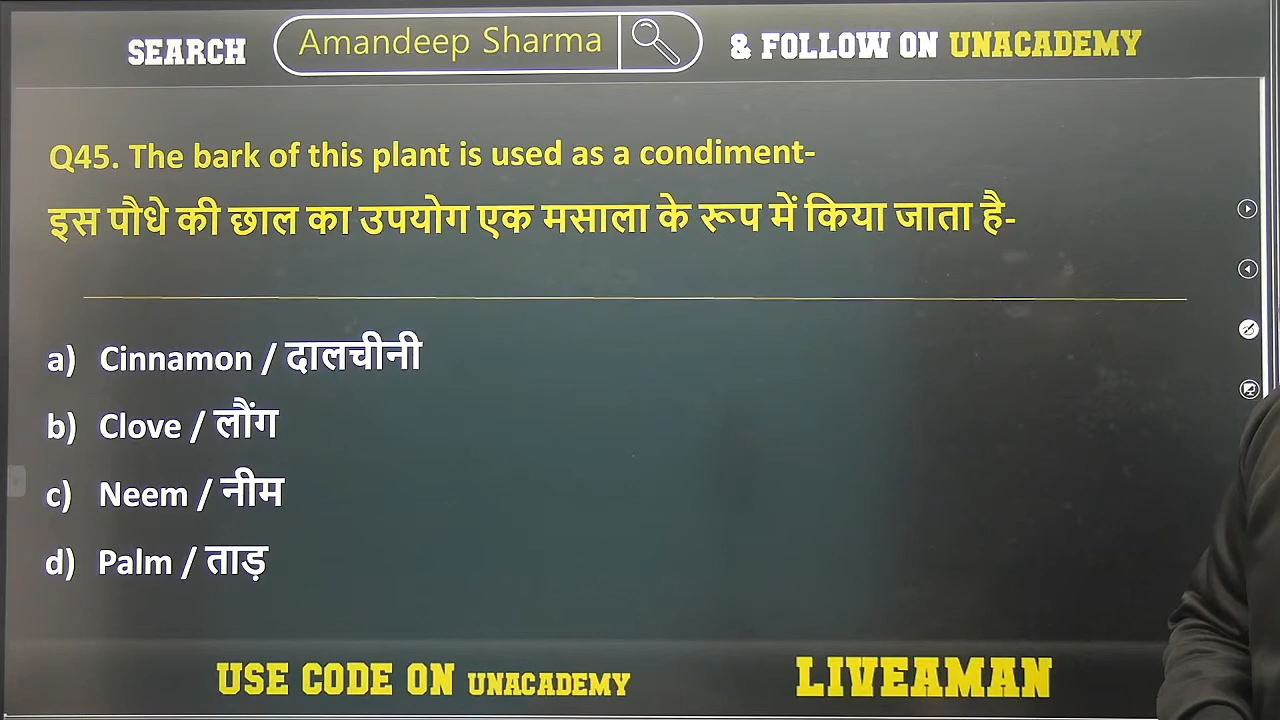 SEARCH Amandeep Sharma & FOLLOW ON UNACADEMY
Q45. The bark of this plant is used as a condiment-
इस पौधे की छाल का उपयोग एक मसाला के रूप में किया जाता है-
a) Cinnamon / दालचीनी
b) Clove / लौंग
c) Neem / नीम
d) Palm / ताड़
USE CODE ON UNACADEMY LIVEAMAN